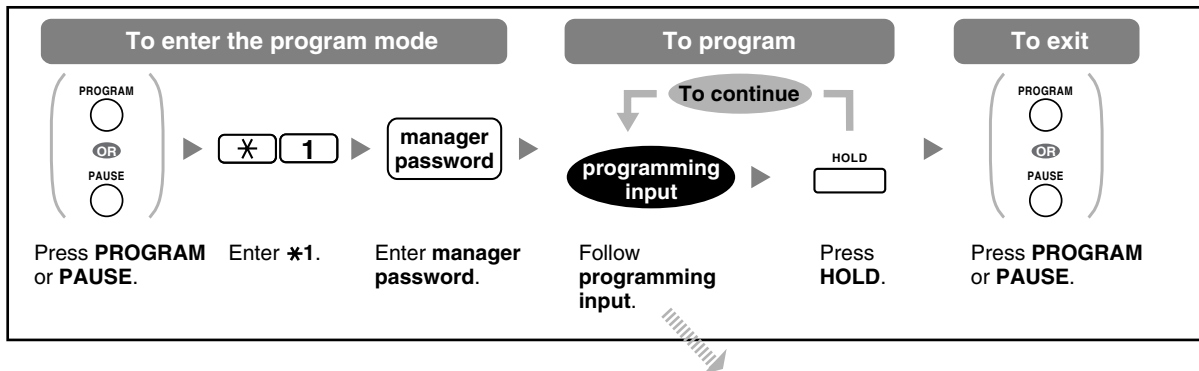 To enter the program mode
To program
To exit
PROGRAM
OR
PAUSE
✳ 1
manager
password
To continue
programming
input
HOLD
PROGRAM
OR
PAUSE
Press PROGRAM
or PAUSE.
Enter ✳1.
Enter manager
password.
Follow
programming
input.
Press
HOLD.
Press PROGRAM
or PAUSE.